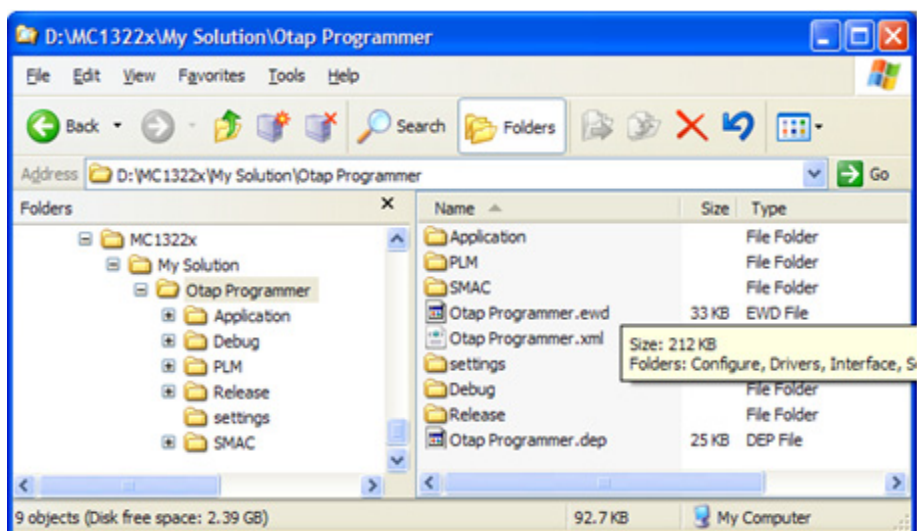 D:\MC1322x\My Solution\Otap Programmer
File Edit View Favorites Tools Help
Back Search Folders
Address D:\MC1322x\My Solution\Otap Programmer Go
Folders x
MC1322x
My Solution
Otap Programmer
Application
Debug
PLM
Release
settings
SMAC
Name Size Type
Application File Folder
PLM File Folder
SMAC File Folder
Otap Programmer.ewd 33 KB EWD File
Otap Programmer.xml
settings
Debug File Folder
Release File Folder
Otap Programmer.dep 25 KB DEP File
Size: 212 KB
Folders: Configure, Drivers, Interface, S
9 objects (Disk free space: 2.39 GB) 92.7 KB My Computer